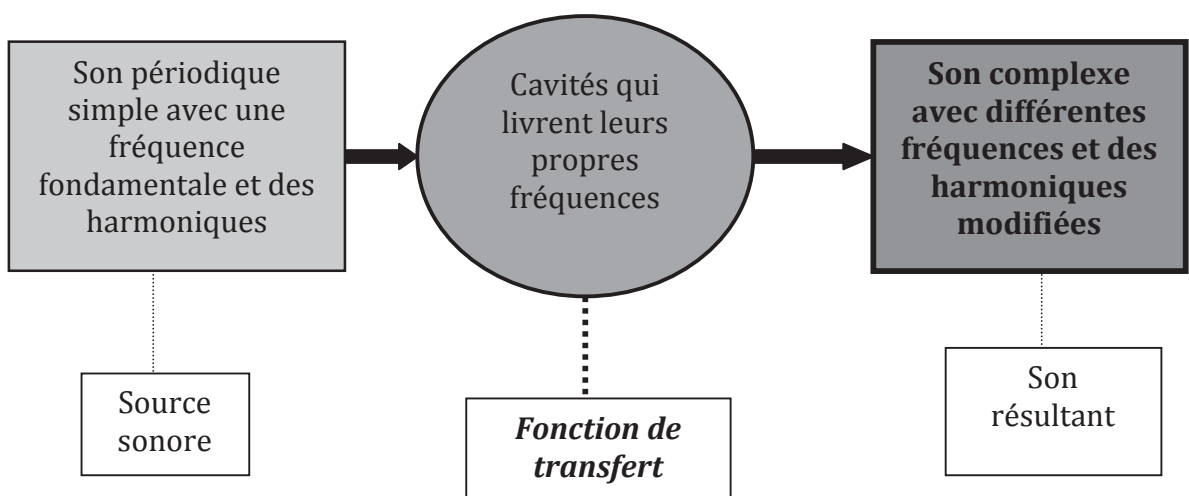 Son périodique
simple avec une
fréquence
fondamentale et des
harmoniques
Cavités qui
livrent leurs
propres
fréquences
Son complexe
avec différentes
fréquences et des
harmoniques
modifiées
Source
sonore
Fonction de
transfert
Son
résultant